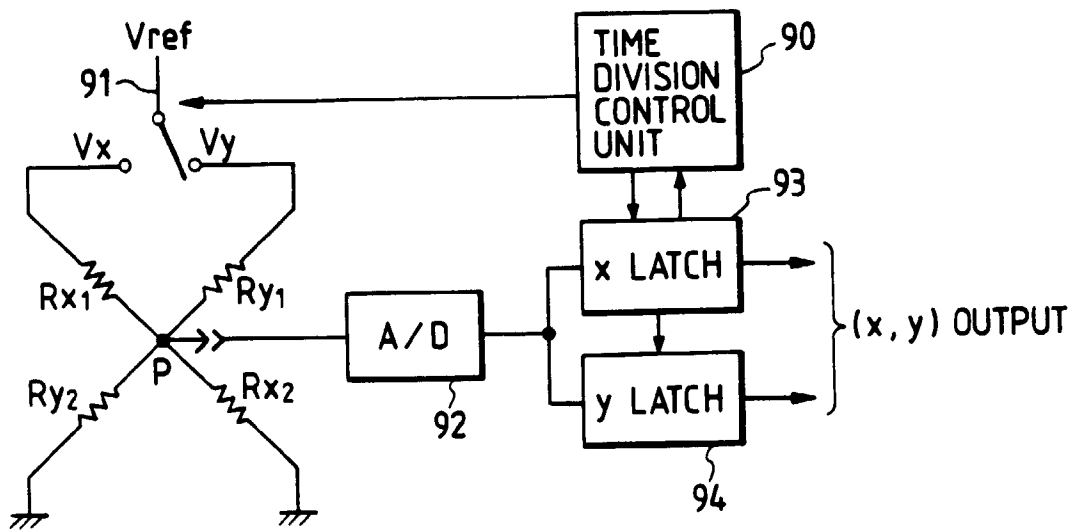 Vref
91
Vx
Vy
TIME
DIVISION
CONTROL
UNIT
90
93
Rx1
Ry1
x LATCH
A/D
(x, y) OUTPUT
P
Ry2
Rx2
92
y LATCH
94